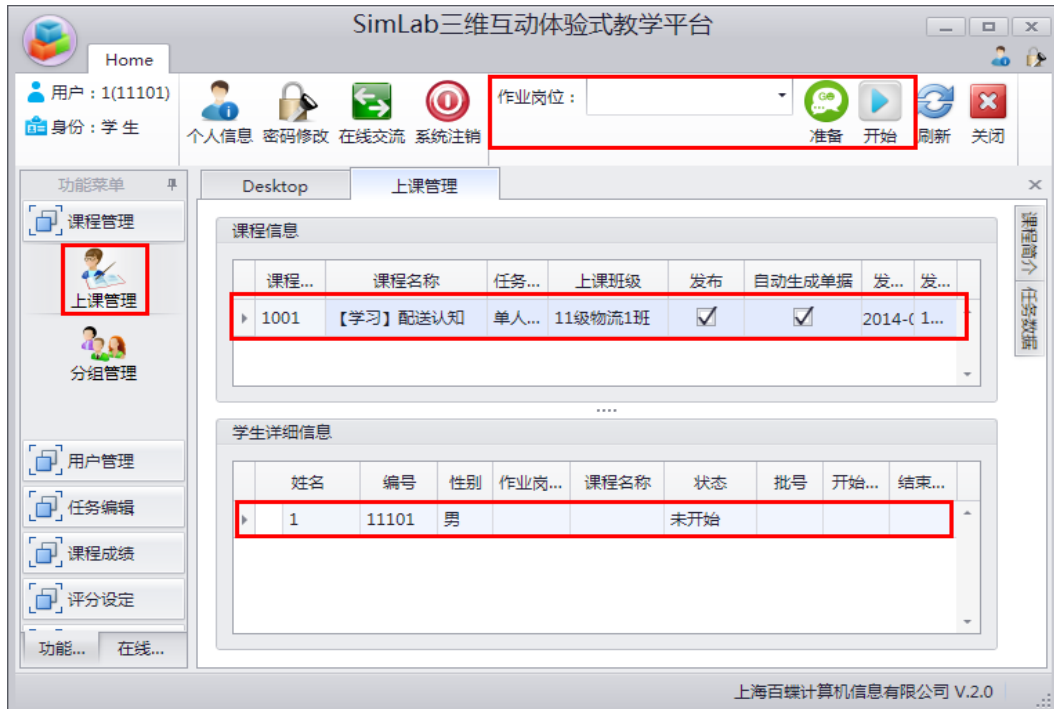 SimLab三维互动体验式教学平台
Home
用户：1(11101)
身份：学 生
个人信息 密码修改 在线交流 系统注销
作业岗位：
准备 开始 刷新 关闭
功能菜单
课程管理
上课管理
分组管理
用户管理
任务编辑
课程成绩
评分设定
功能... 在线...
Desktop 上课管理
课程信息
课程... 课程名称 任务... 上课班级 发布 自动生成单据 发... 发...
1001 【学习】配送认知 单人... 11级物流1班 2014-0 1...
学生详细信息
姓名 编号 性别 作业岗... 课程名称 状态 批号 开始... 结束...
1 11101 男 未开始
课程简介
任务数据
上海百蝶计算机信息有限公司 V.2.0